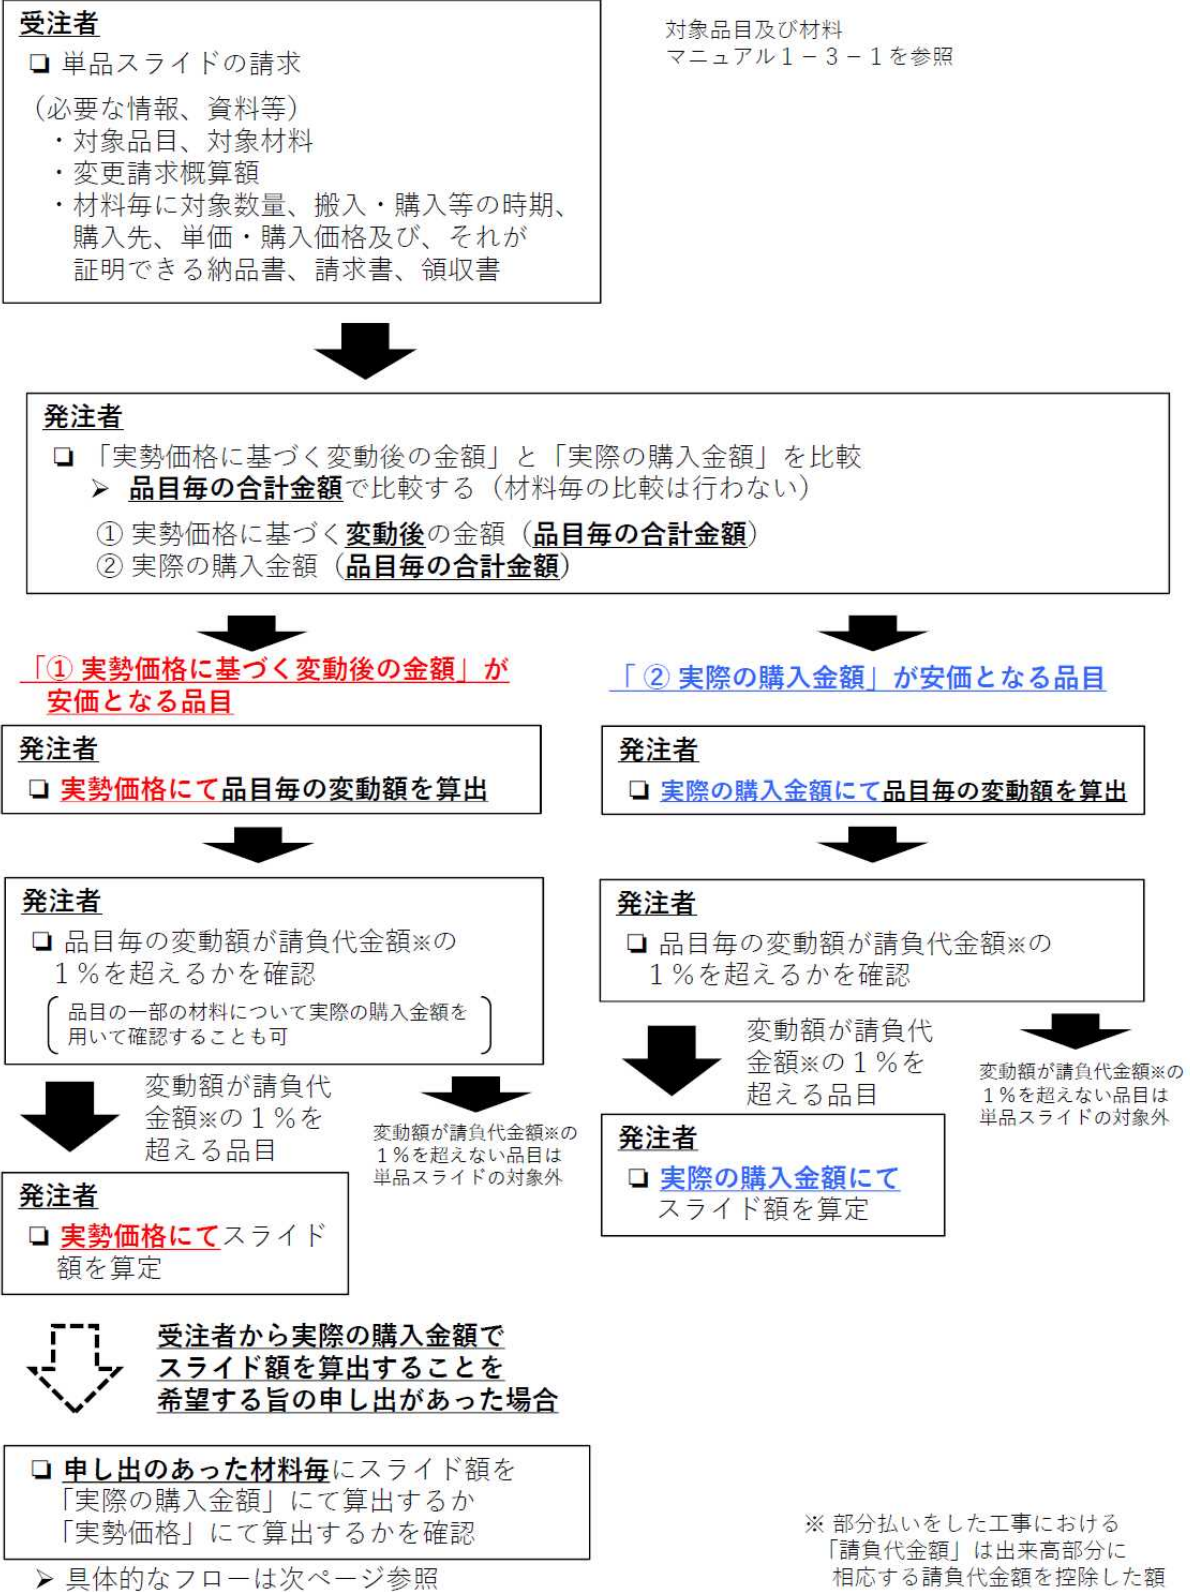 受注者
❏ 単品スライドの請求
（必要な情報、資料等）
・対象品目、対象材料
・変更請求概算額
・材料毎に対象数量、搬入・購入等の時期、
購入先、単価・購入価格及び、それが
証明できる納品書、請求書、領収書
対象品目及び材料
マニュアル１－３－１を参照
発注者
❏ 「実勢価格に基づく変動後の金額」と「実際の購入金額」を比較
➢ 品目毎の合計金額で比較する（材料毎の比較は行わない）
① 実勢価格に基づく変動後の金額（品目毎の合計金額）
② 実際の購入金額（品目毎の合計金額）
「① 実勢価格に基づく変動後の金額」が
安価となる品目
発注者
❏ 実勢価格にて品目毎の変動額を算出
発注者
❏ 品目毎の変動額が請負代金額※の
１％を超えるかを確認
品目の一部の材料について実際の購入金額を
用いて確認することも可
変動額が請負代
金額※の１％を
超える品目
変動額が請負代金額※の
１％を超えない品目は
単品スライドの対象外
発注者
❏ 実勢価格にてスライド
額を算定
受注者から実際の購入金額で
スライド額を算出することを
希望する旨の申し出があった場合
❏ 申し出のあった材料毎にスライド額を
「実際の購入金額」にて算出するか
「実勢価格」にて算出するかを確認
➢ 具体的なフローは次ページ参照
「 ② 実際の購入金額」が安価となる品目
発注者
❏ 実際の購入金額にて品目毎の変動額を算出
発注者
❏ 品目毎の変動額が請負代金額※の
１％を超えるかを確認
変動額が請負代
金額※の１％を
超える品目
変動額が請負代金額※の
１％を超えない品目は
単品スライドの対象外
発注者
❏ 実際の購入金額にて
スライド額を算定
※ 部分払いをした工事における
「請負代金額」は出来高部分に
相応する請負代金額を控除した額